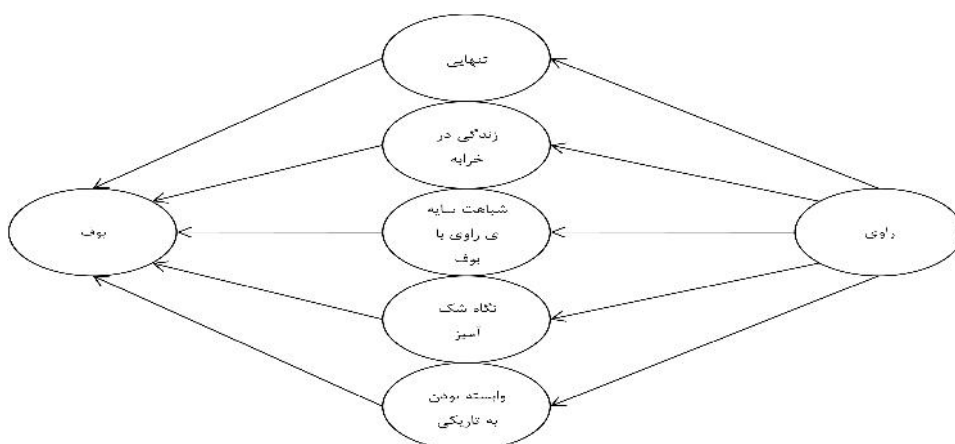 تنهایی
زندگی در
خرابه
شباهت سایه
ی راوی با
بوف
نگاه شک
آمیز
وابسته بودن
به تاریکی
راوی
بوف